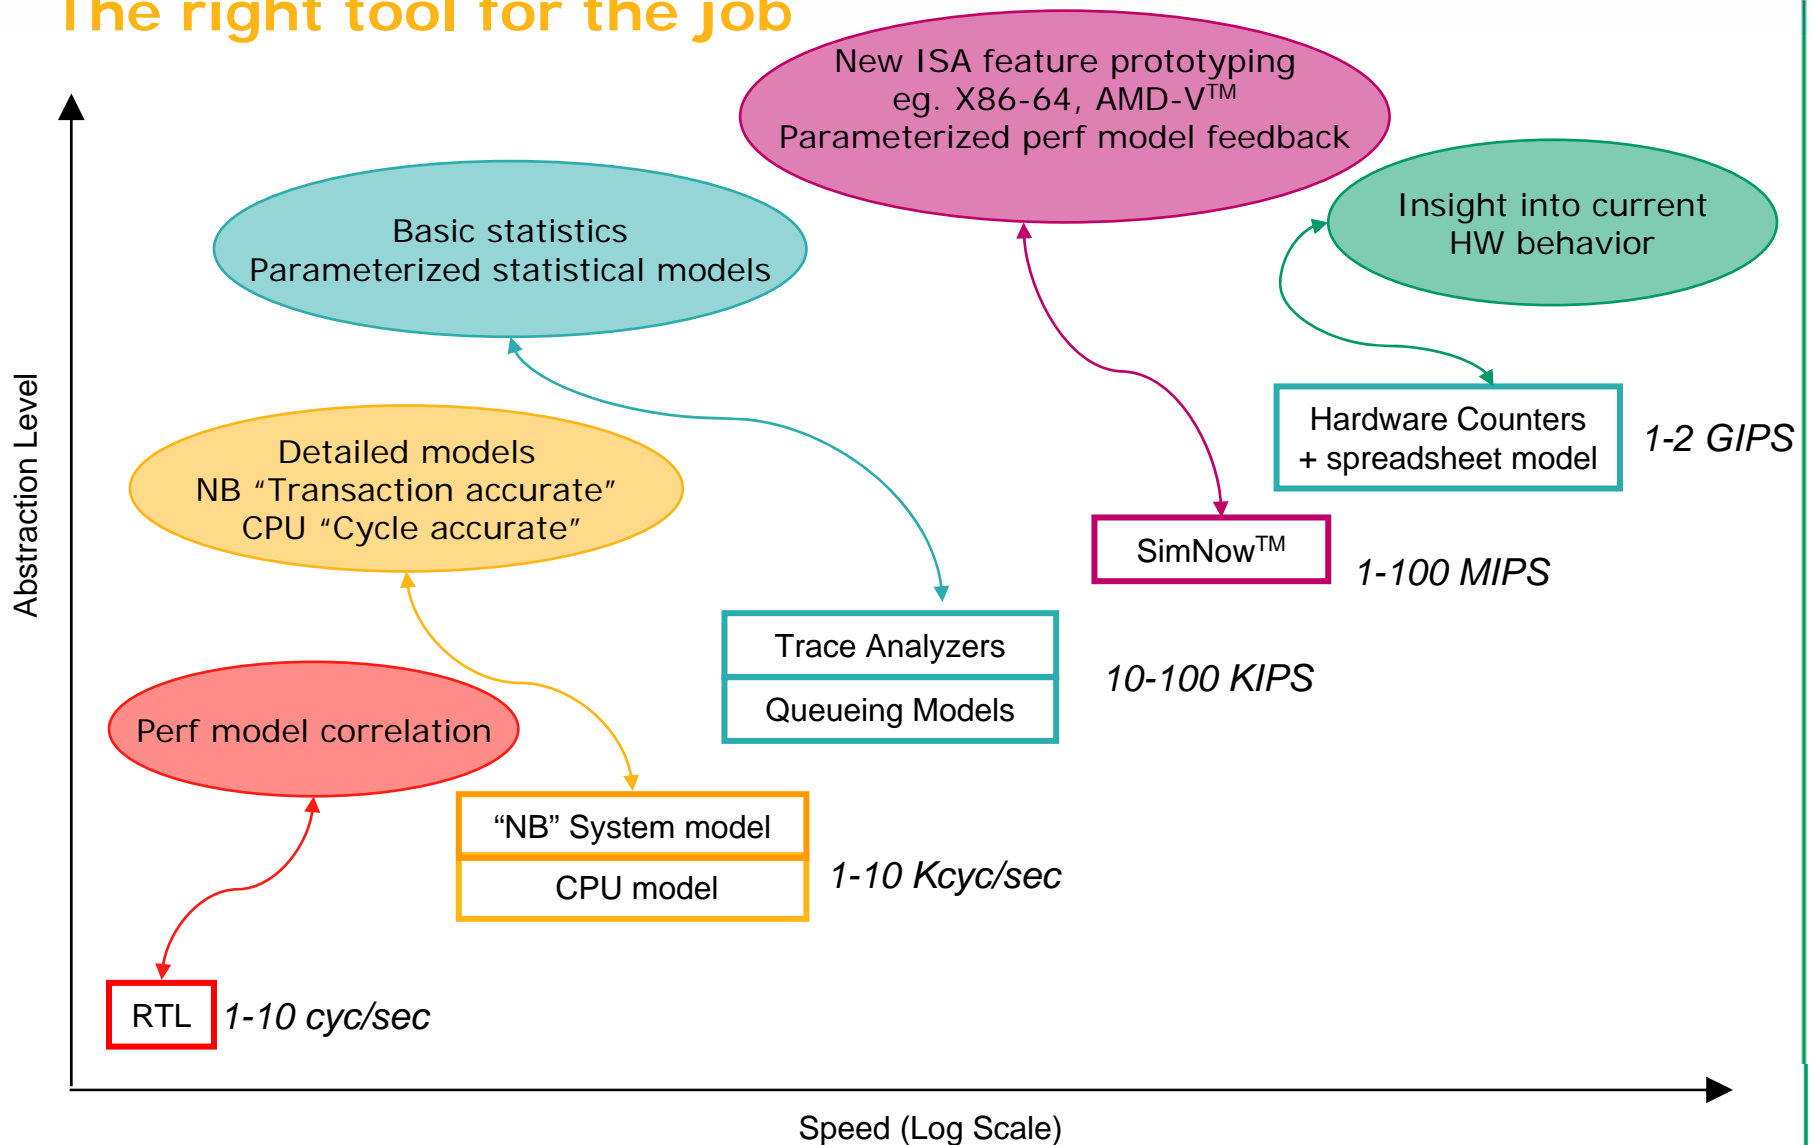 The right tool for the job
New ISA feature prototyping
eg. X86-64, AMD-V™
Parameterized perf model feedback
Insight into current
HW behavior
Basic statistics
Parameterized statistical models
Hardware Counters
+ spreadsheet model
1-2 GIPS
Detailed models
NB “Transaction accurate”
CPU “Cycle accurate”
SimNow™
1-100 MIPS
Trace Analyzers
Queueing Models
10-100 KIPS
Perf model correlation
“NB” System model
CPU model
1-10 Kcyc/sec
RTL
1-10 cyc/sec
Abstraction Level
Speed (Log Scale)